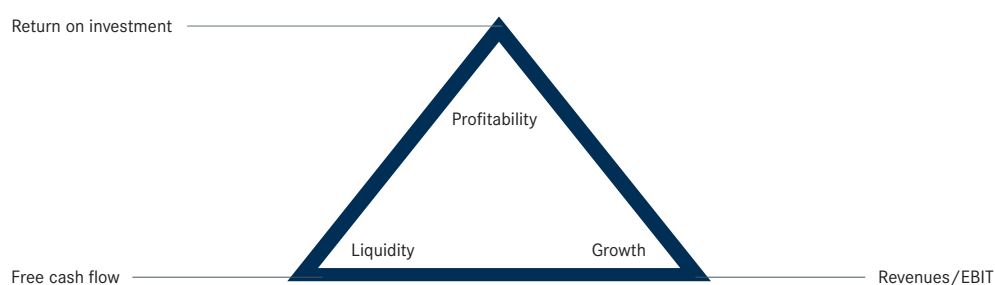 Return on investment
Profitability
Liquidity
Growth
Free cash flow
Revenues/EBIT